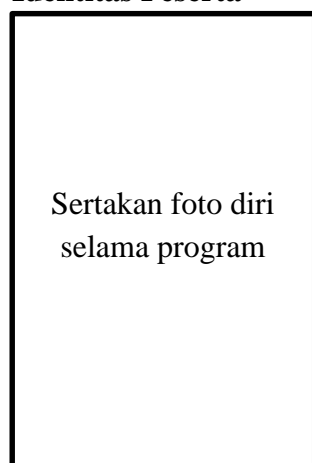 Identitas Peserta
Sertakan foto diri
selama program